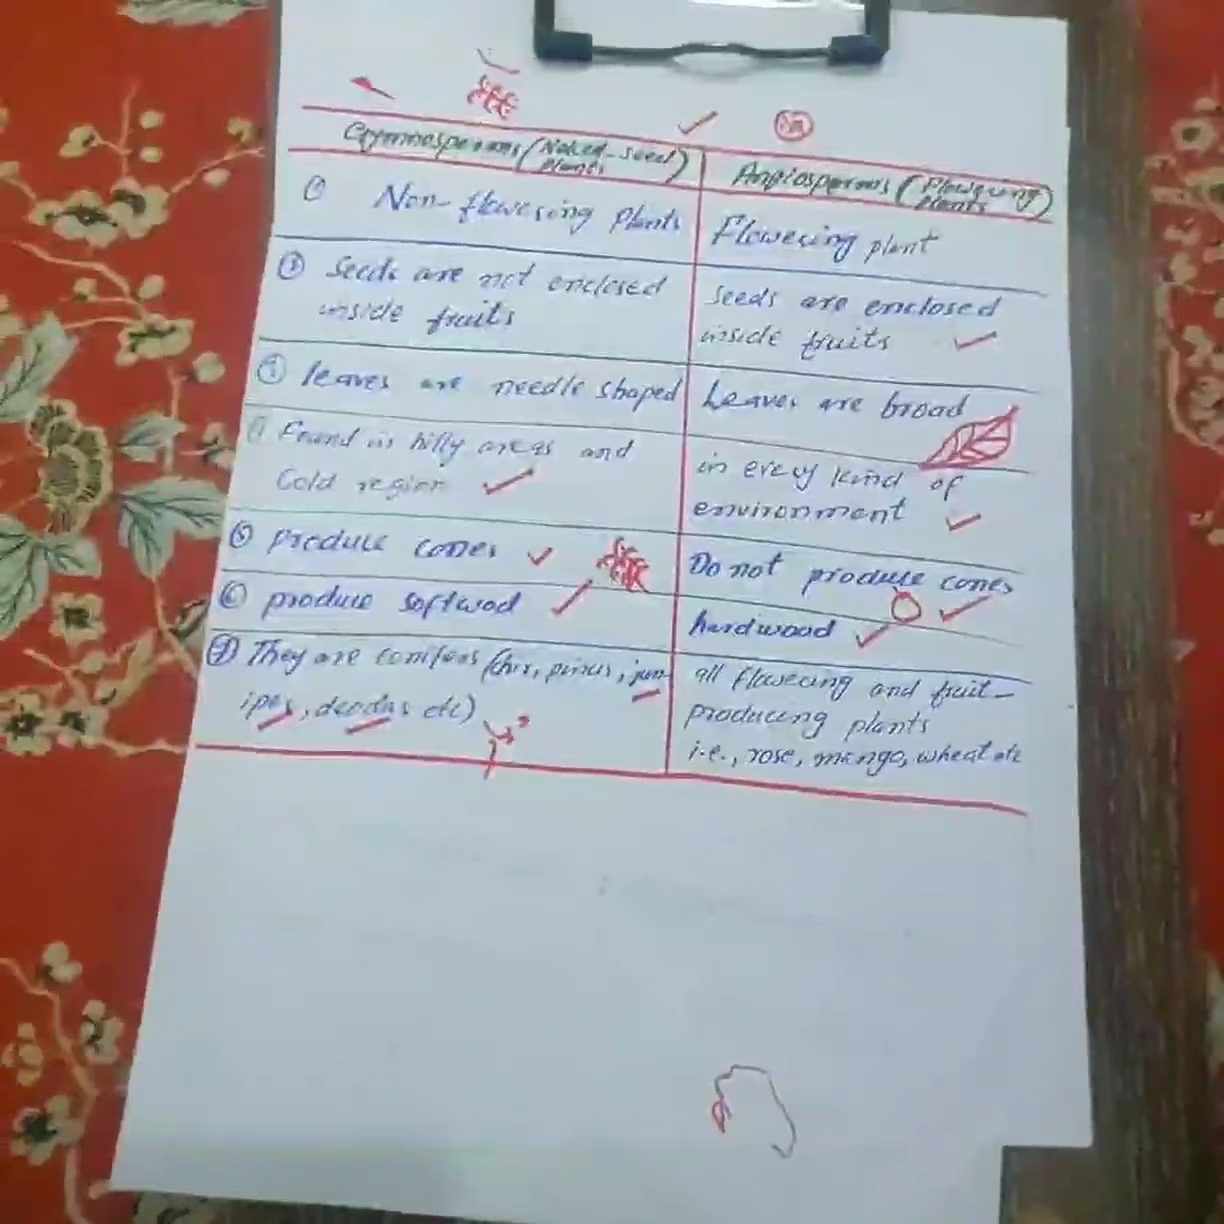 Gymnosperms (Naked-seed plants)
Angiosperms (Flowering plants)
① Non-flowering plants
Flowering plant
② Seeds are not enclosed
inside fruits
Seeds are enclosed
inside fruits
③ leaves are needle shaped
Leaves are broad
④ Found in hilly areas and
Cold region
in every kind of
environment
⑤ produce cones
Do not produce cones
⑥ produce softwod
hardwood
⑦ They are conifers (chir, pinus, jun-
iper, deodar etc)
all flowering and fruit-
producing plants
i.e., rose, mango, wheat etc